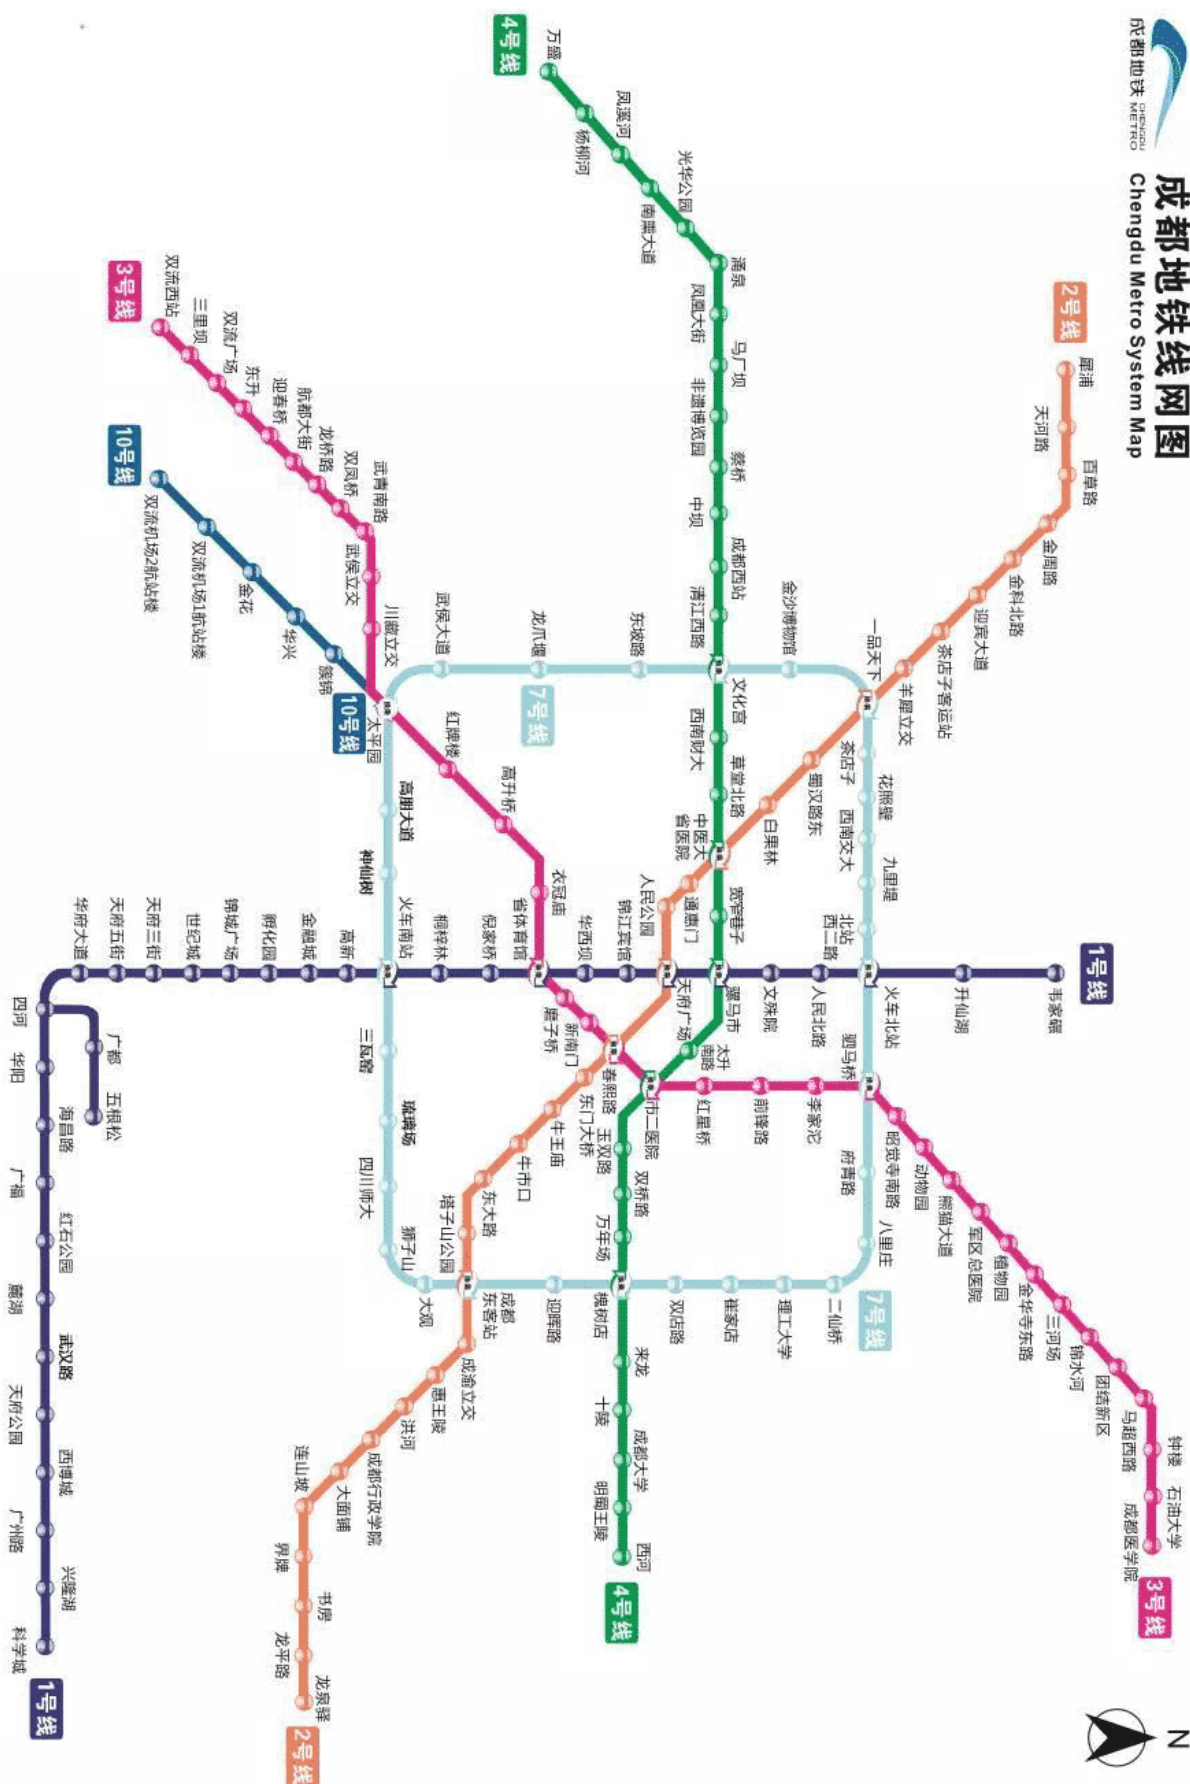 成都地铁
CHENGDU
METRO
成都地铁线网图
Chengdu Metro System Map
N
1号线
韦家碾
升仙湖
火车北站
人民北路
文殊院
骡马市
天府广场
锦江宾馆
华西坝
省体育馆
倪家桥
桐梓林
火车南站
高新
金融城
孵化园
锦城广场
世纪城
天府三街
天府五街
华府大道
四河
广都
五根松
华阳
海昌路
广福
红石公园
麓湖
武汉路
天府公园
西博城
广州路
兴隆湖
科学城
1号线
2号线
犀浦
天河路
百草路
金周路
金科北路
迎宾大道
茶店子客运站
羊犀立交
一品天下
蜀汉路东
白果林
中医大
省医院
通惠门
人民公园
春熙路
东门大桥
牛王庙
牛市口
东大路
塔子山公园
成都
东客站
成渝立交
惠王陵
洪河
成都行政学院
大面铺
连山坡
界牌
书房
龙平路
龙泉驿
2号线
3号线
双流西站
三里坝
双流广场
东升
迎春桥
航都大街
龙桥路
双凤桥
武青南路
武侯立交
川藏立交
太平园
红牌楼
高升桥
衣冠庙
磨子桥
新南门
市二医院
红星桥
前锋路
李家沱
驷马桥
昭觉寺南路
动物园
熊猫大道
军区总医院
植物园
金华寺东路
三河场
锦水河
团结新区
马超西路
钟楼
石油大学
成都医学院
3号线
4号线
万盛
杨柳河
凤溪河
南熏大道
光华公园
涌泉
凤凰大街
马厂坝
非遗博览园
蔡桥
中坝
成都西站
清江西路
文化宫
西南财大
草堂北路
宽窄巷子
太升
南路
玉双路
双桥路
万年场
槐树店
来龙
十陵
成都大学
明蜀王陵
西河
4号线
7号线
武侯大道
龙爪堰
东坡路
金沙博物馆
茶店子
花照壁
西南交大
九里堤
北站
西二路
府青路
八里庄
二仙桥
理工大学
崔家店
双店路
迎晖路
大观
狮子山
四川师大
琉璃场
三瓦窑
神仙树
高朋大道
7号线
10号线
双流机场2航站楼
双流机场1航站楼
金花
华兴
簇锦
10号线